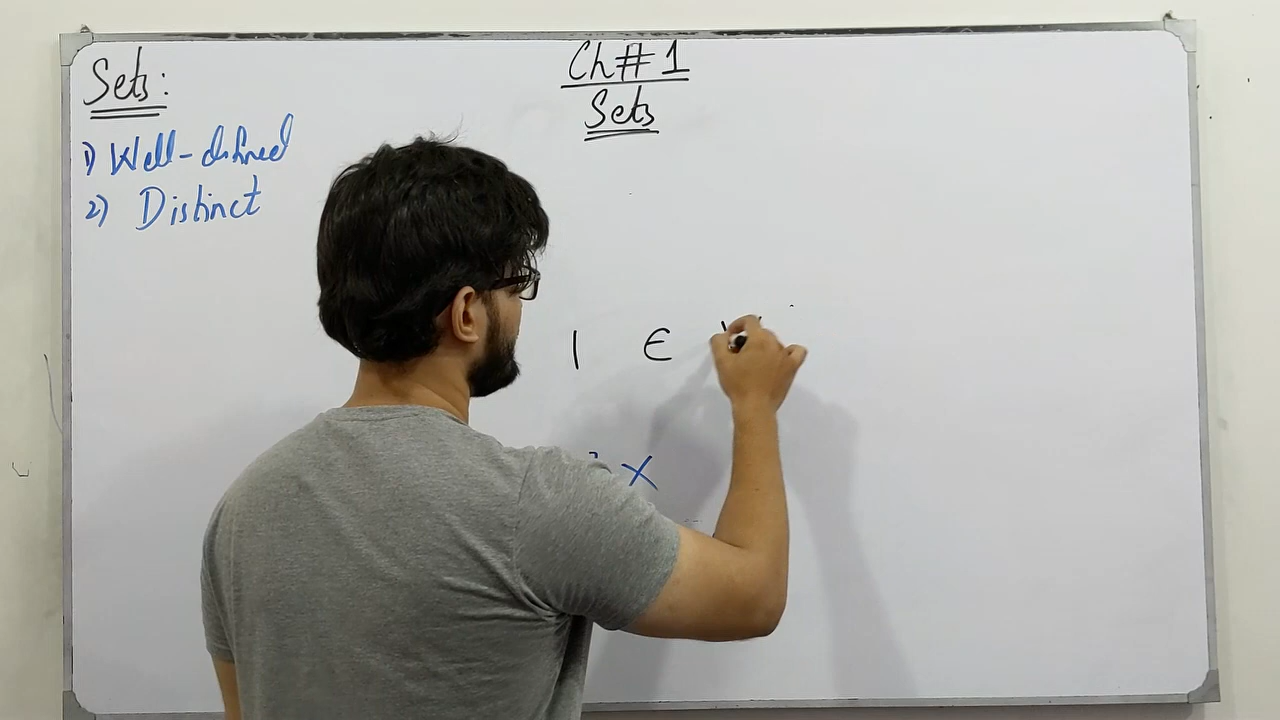 Ch # 1
Sets
Sets:
1) Well-defined
2) Distinct
1 ∈
X